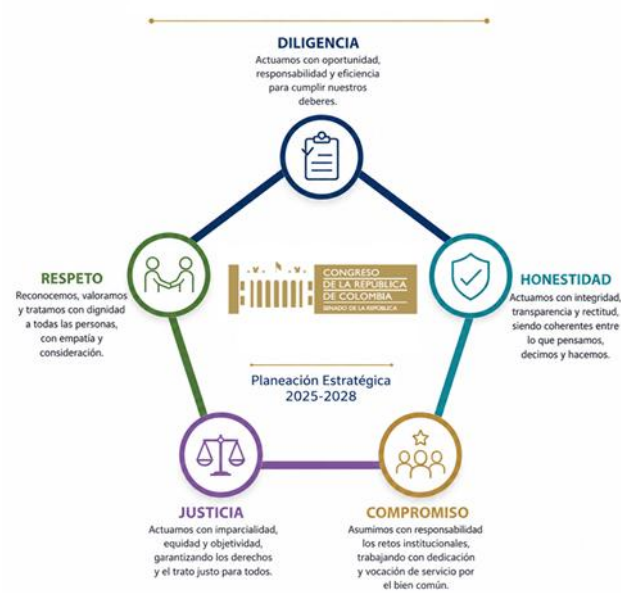 DILIGENCIA
Actuamos con oportunidad,
responsabilidad y eficiencia
para cumplir nuestros
deberes.
RESPETO
Reconocemos, valoramos
y tratamos con dignidad
a todas las personas,
con empatía y
consideración.
CONGRESO
DE LA REPÚBLICA
DE COLOMBIA
SENADO DE LA REPÚBLICA
HONESTIDAD
Actuamos con integridad,
transparencia y rectitud,
siendo coherentes entre
lo que pensamos,
decimos y hacemos.
Planeación Estratégica
2025-2028
JUSTICIA
Actuamos con imparcialidad,
equidad y objetividad,
garantizando los derechos
y el trato justo para todos.
COMPROMISO
Asumimos con responsabilidad
los retos institucionales,
trabajando con dedicación
y vocación de servicio por
el bien común.